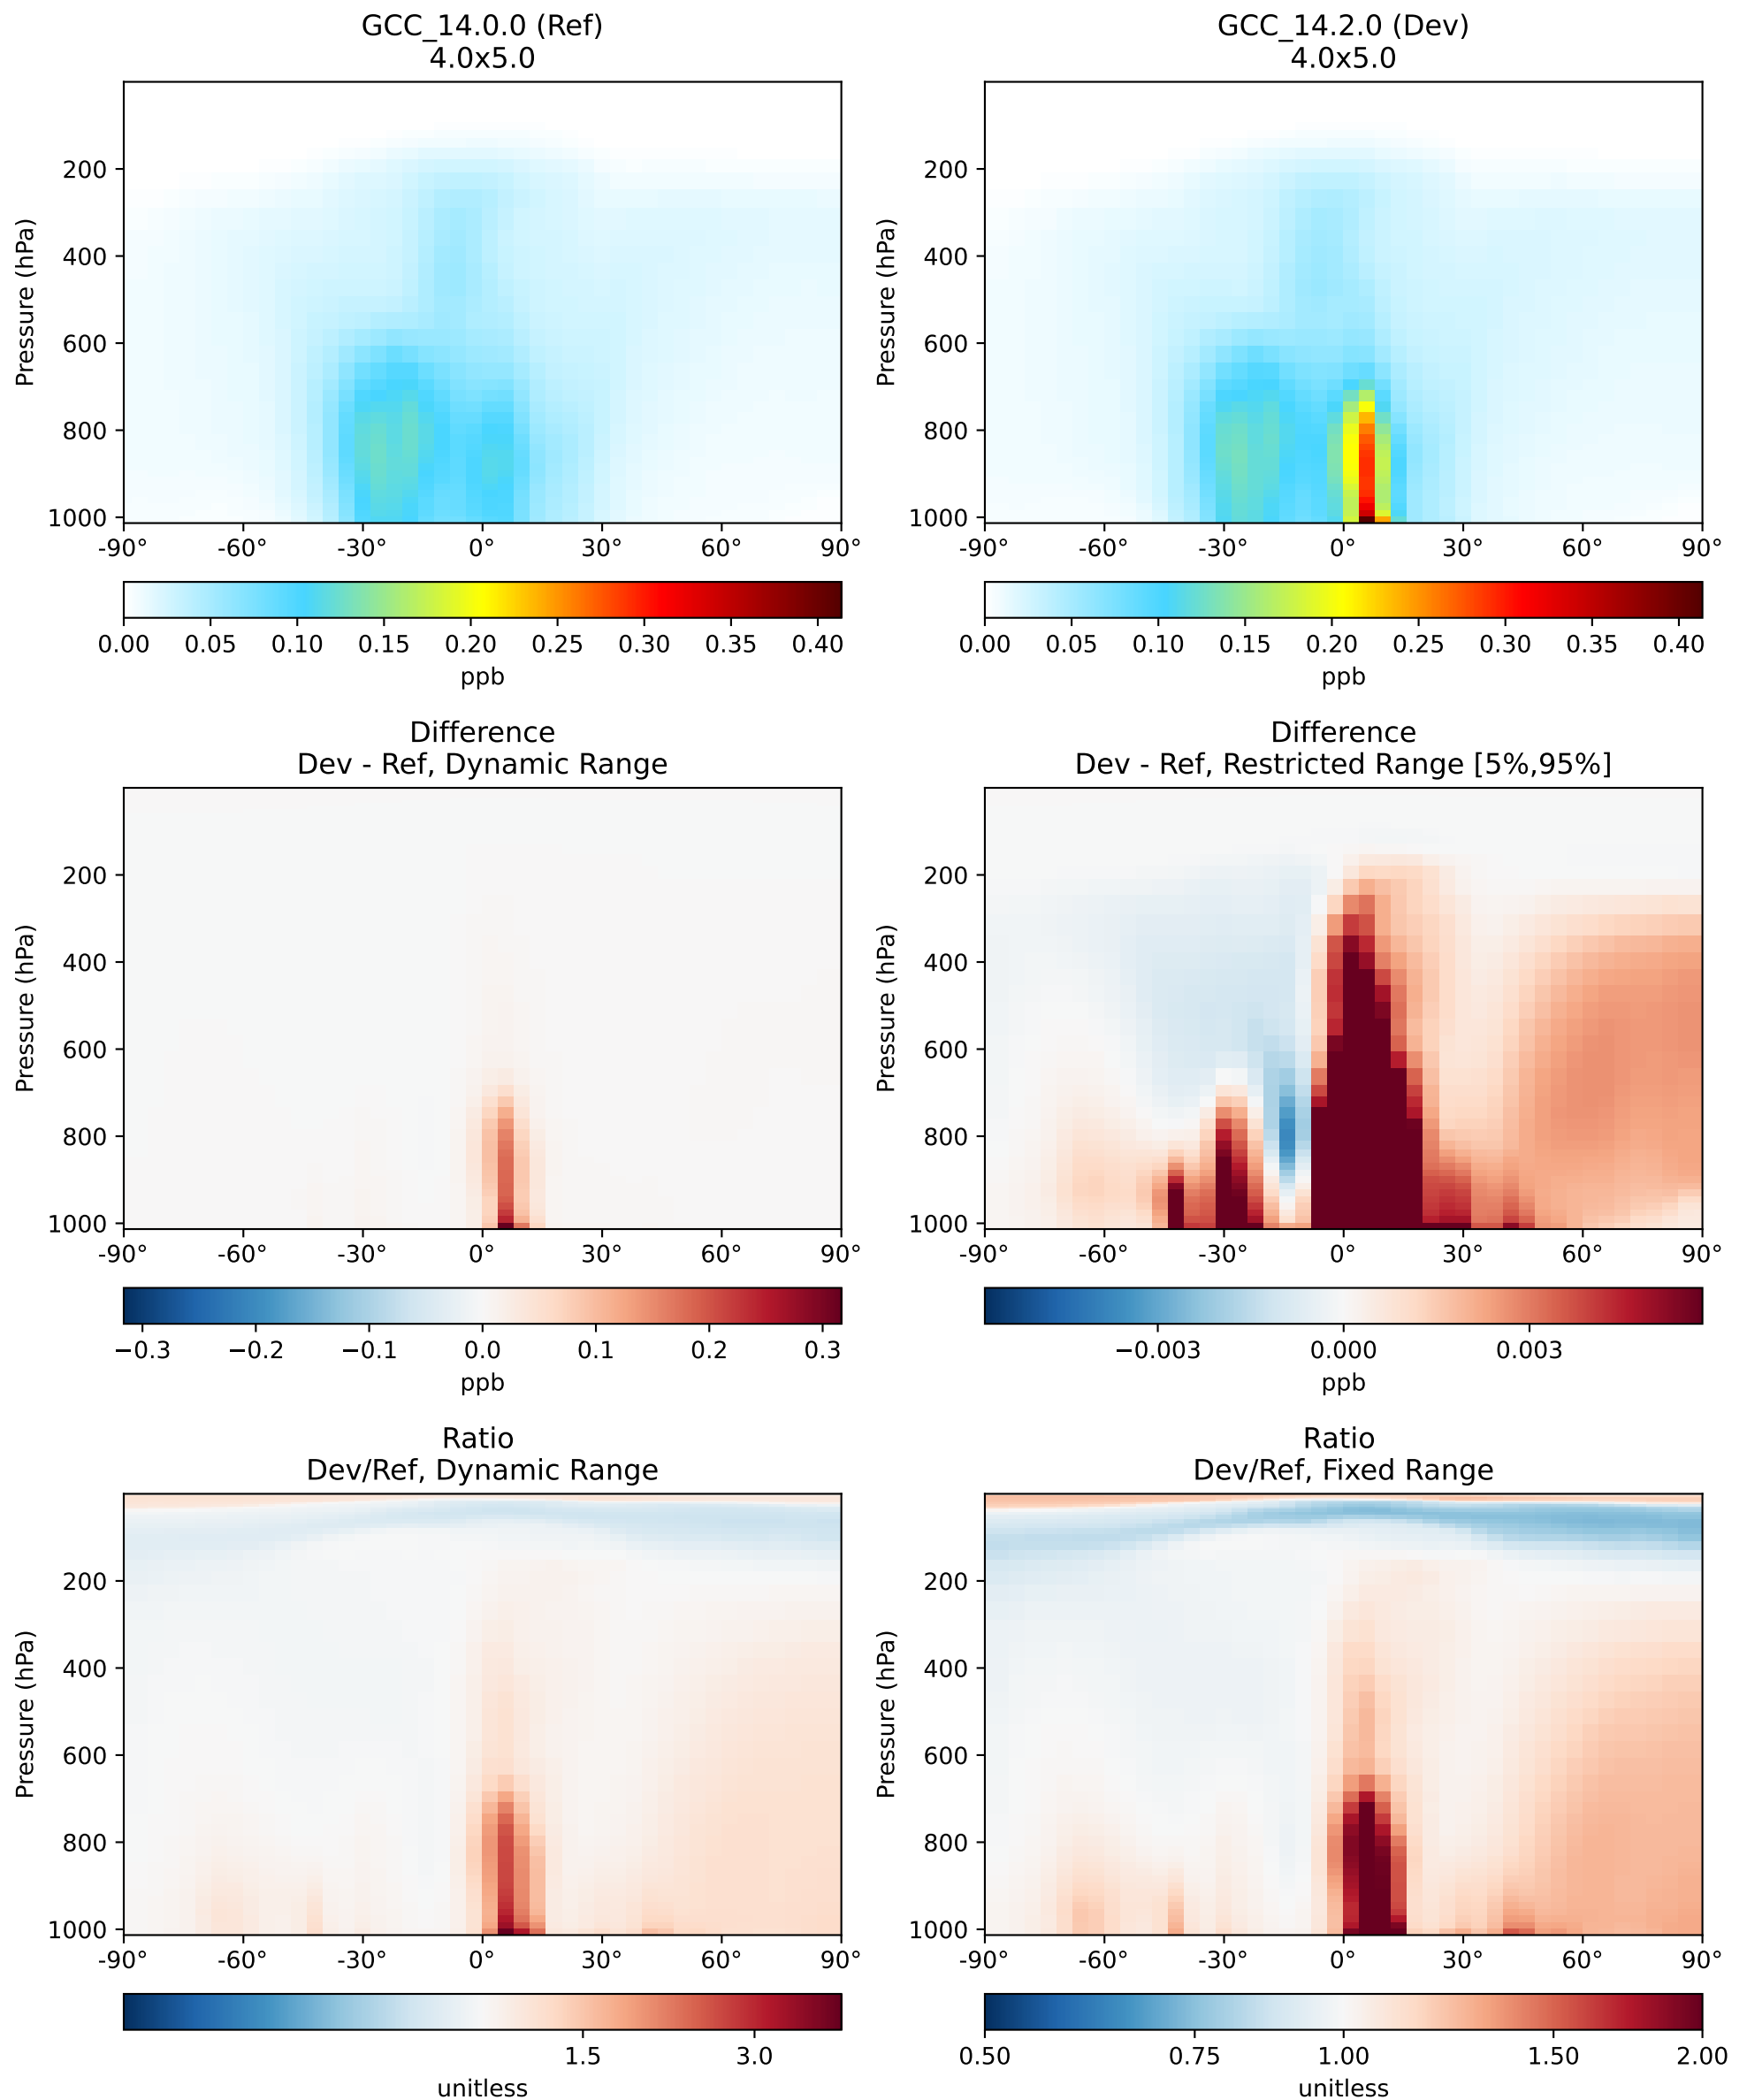 GCC_14.0.0 (Ref)
4.0x5.0
Pressure (hPa)
200
400
600
800
1000
-90° -60° -30° 0° 30° 60° 90°
0.00 0.05 0.10 0.15 0.20 0.25 0.30 0.35 0.40
ppb
GCC_14.2.0 (Dev)
4.0x5.0
Pressure (hPa)
200
400
600
800
1000
-90° -60° -30° 0° 30° 60° 90°
0.00 0.05 0.10 0.15 0.20 0.25 0.30 0.35 0.40
ppb
Difference
Dev - Ref, Dynamic Range
Pressure (hPa)
200
400
600
800
1000
-90° -60° -30° 0° 30° 60° 90°
−0.3 −0.2 −0.1 0.0 0.1 0.2 0.3
ppb
Difference
Dev - Ref, Restricted Range [5%,95%]
Pressure (hPa)
200
400
600
800
1000
-90° -60° -30° 0° 30° 60° 90°
−0.003 0.000 0.003
ppb
Ratio
Dev/Ref, Dynamic Range
Pressure (hPa)
200
400
600
800
1000
-90° -60° -30° 0° 30° 60° 90°
1.5 3.0
unitless
Ratio
Dev/Ref, Fixed Range
Pressure (hPa)
200
400
600
800
1000
-90° -60° -30° 0° 30° 60° 90°
0.50 0.75 1.00 1.50 2.00
unitless